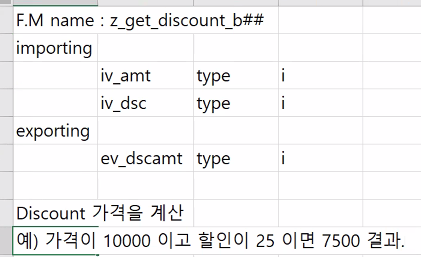 F.M name : z_get_discount_b##
importing
iv_amt type i
iv_dsc type i
exporting
ev_dscamt type i
Discount 가격을 계산
예) 가격이 10000 이고 할인이 25 이면 7500 결과.